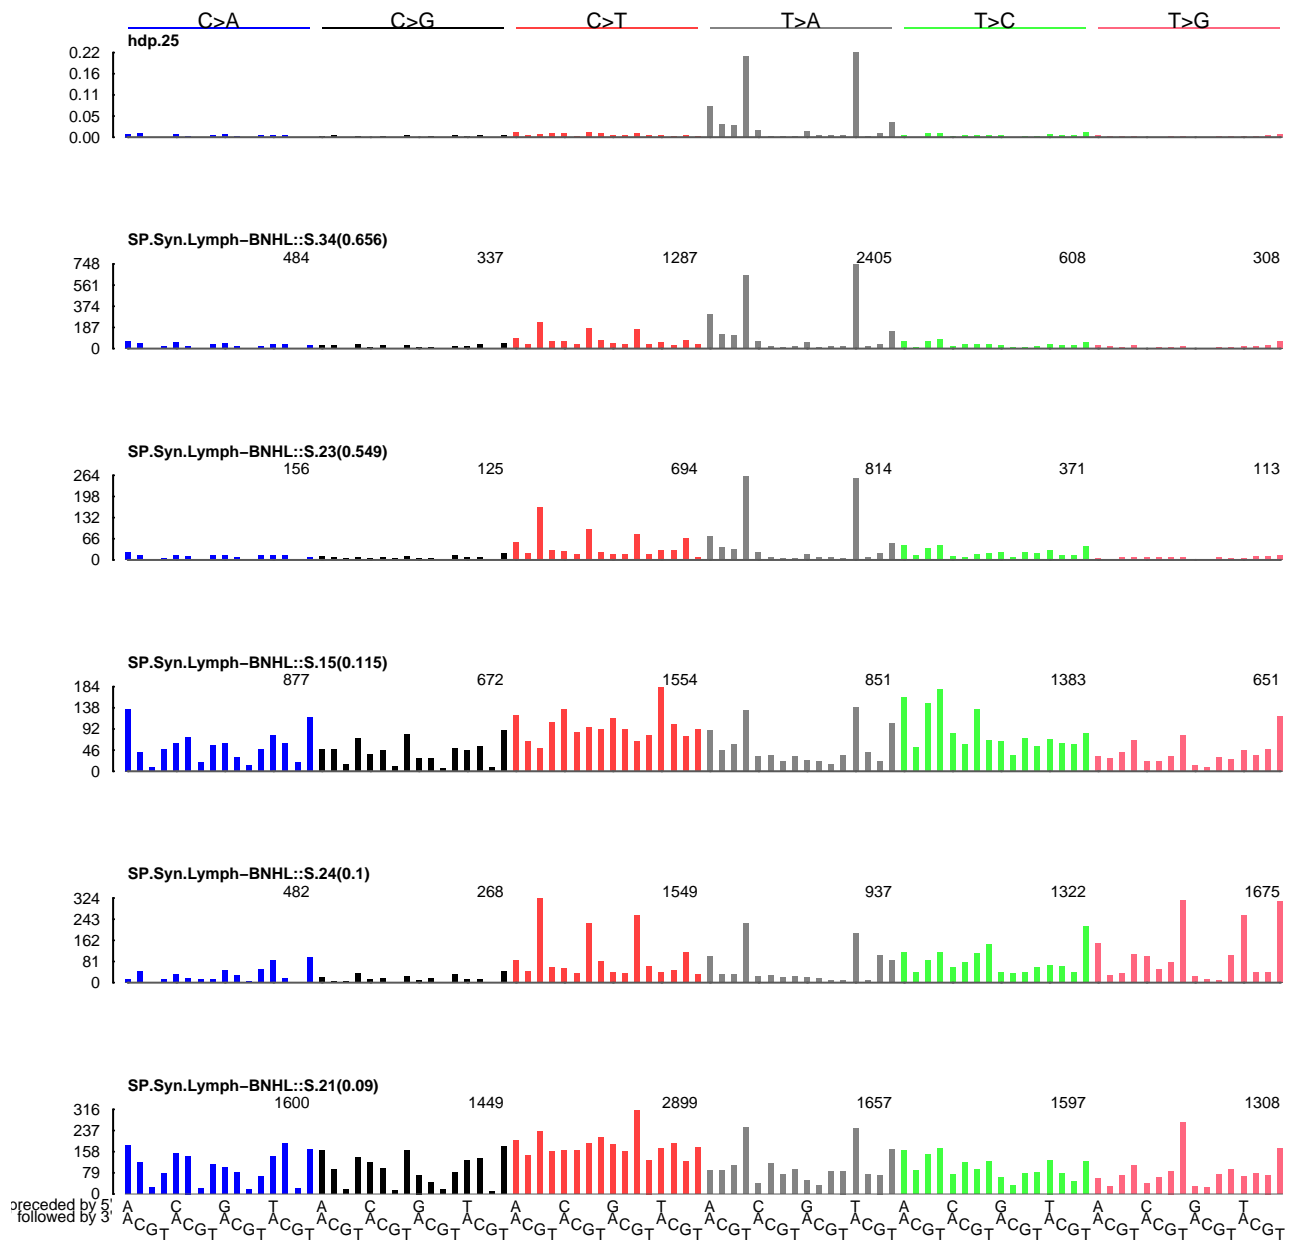 C>A C>G C>T T>A T>C T>G
hdp.25
0.22
0.16
0.11
0.05
0.00
SP.Syn.Lymph−BNHL::S.34(0.656)
484 337 1287 2405 608 308
748
561
374
187
0
SP.Syn.Lymph−BNHL::S.23(0.549)
156 125 694 814 371 113
264
198
132
66
0
SP.Syn.Lymph−BNHL::S.15(0.115)
877 672 1554 851 1383 651
184
138
92
46
0
SP.Syn.Lymph−BNHL::S.24(0.1)
482 268 1549 937 1322 1675
324
243
162
81
0
SP.Syn.Lymph−BNHL::S.21(0.09)
1600 1449 2899 1657 1597 1308
316
237
158
79
0
preceded by 5' A C G T A C G T A C G T A C G T A C G T A C G T
followed by 3' A C G T A C G T A C G T A C G T A C G T A C G T A C G T A C G T A C G T A C G T A C G T A C G T A C G T A C G T A C G T A C G T A C G T A C G T A C G T A C G T A C G T A C G T A C G T A C G T